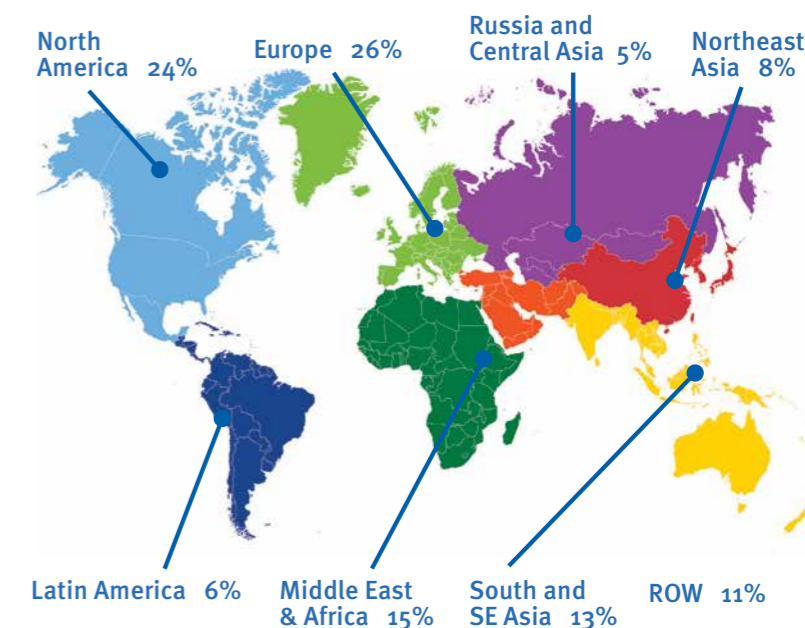 North
America 24%
Europe 26%
Russia and
Central Asia 5%
Northeast
Asia 8%
Latin America 6%
Middle East
& Africa 15%
South and
SE Asia 13%
ROW 11%